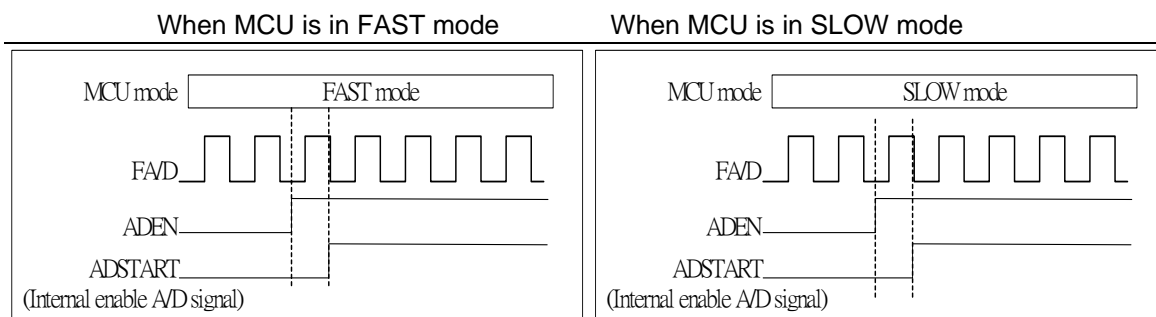 When MCU is in FAST mode
When MCU is in SLOW mode
MCU mode
FAST mode
FA/D
ADEN
ADSTART
(Internal enable A/D signal)
MCU mode
SLOW mode
FA/D
ADEN
ADSTART
(Internal enable A/D signal)